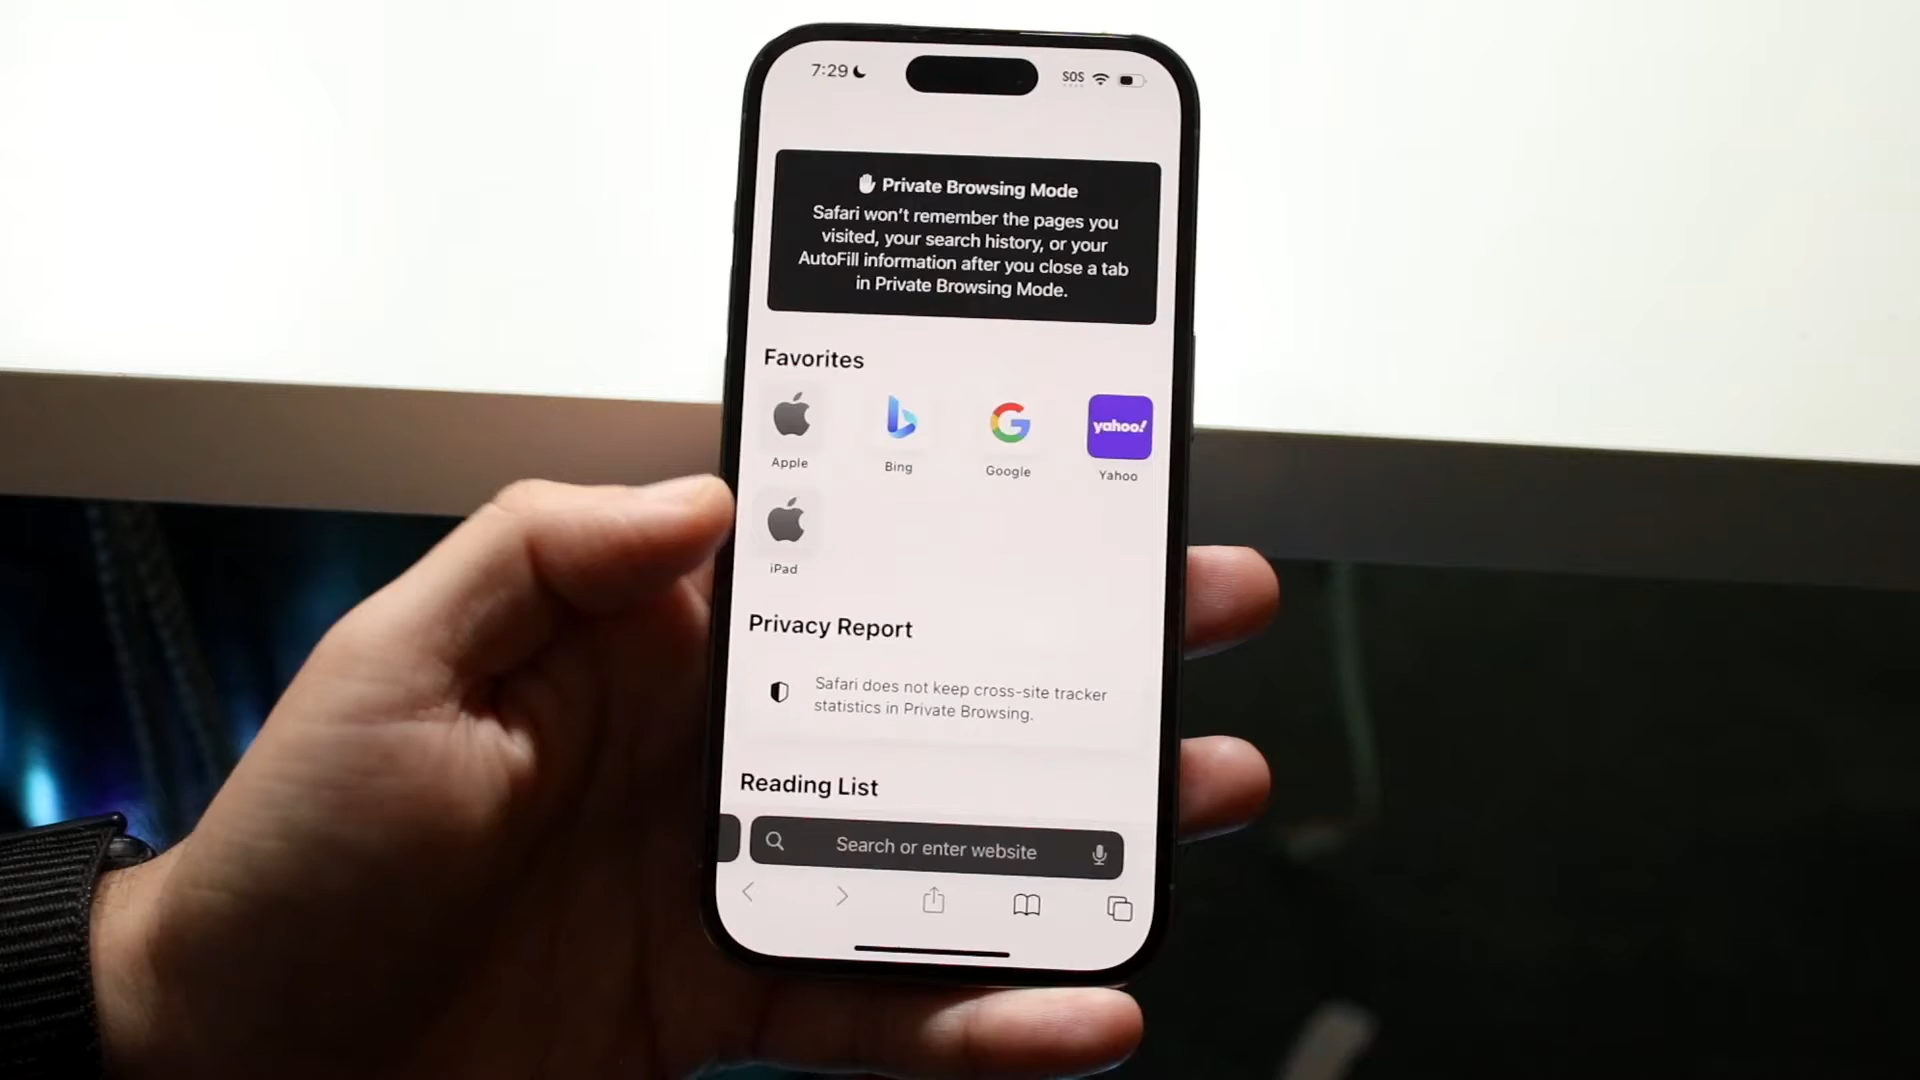 7:29
SOS
Private Browsing Mode
Safari won't remember the pages you
visited, your search history, or your
AutoFill information after you close a tab
in Private Browsing Mode.
Favorites
yahoo!
Apple
Bing
Google
Yahoo
iPad
Privacy Report
Safari does not keep cross-site tracker
statistics in Private Browsing.
Reading List
Search or enter website